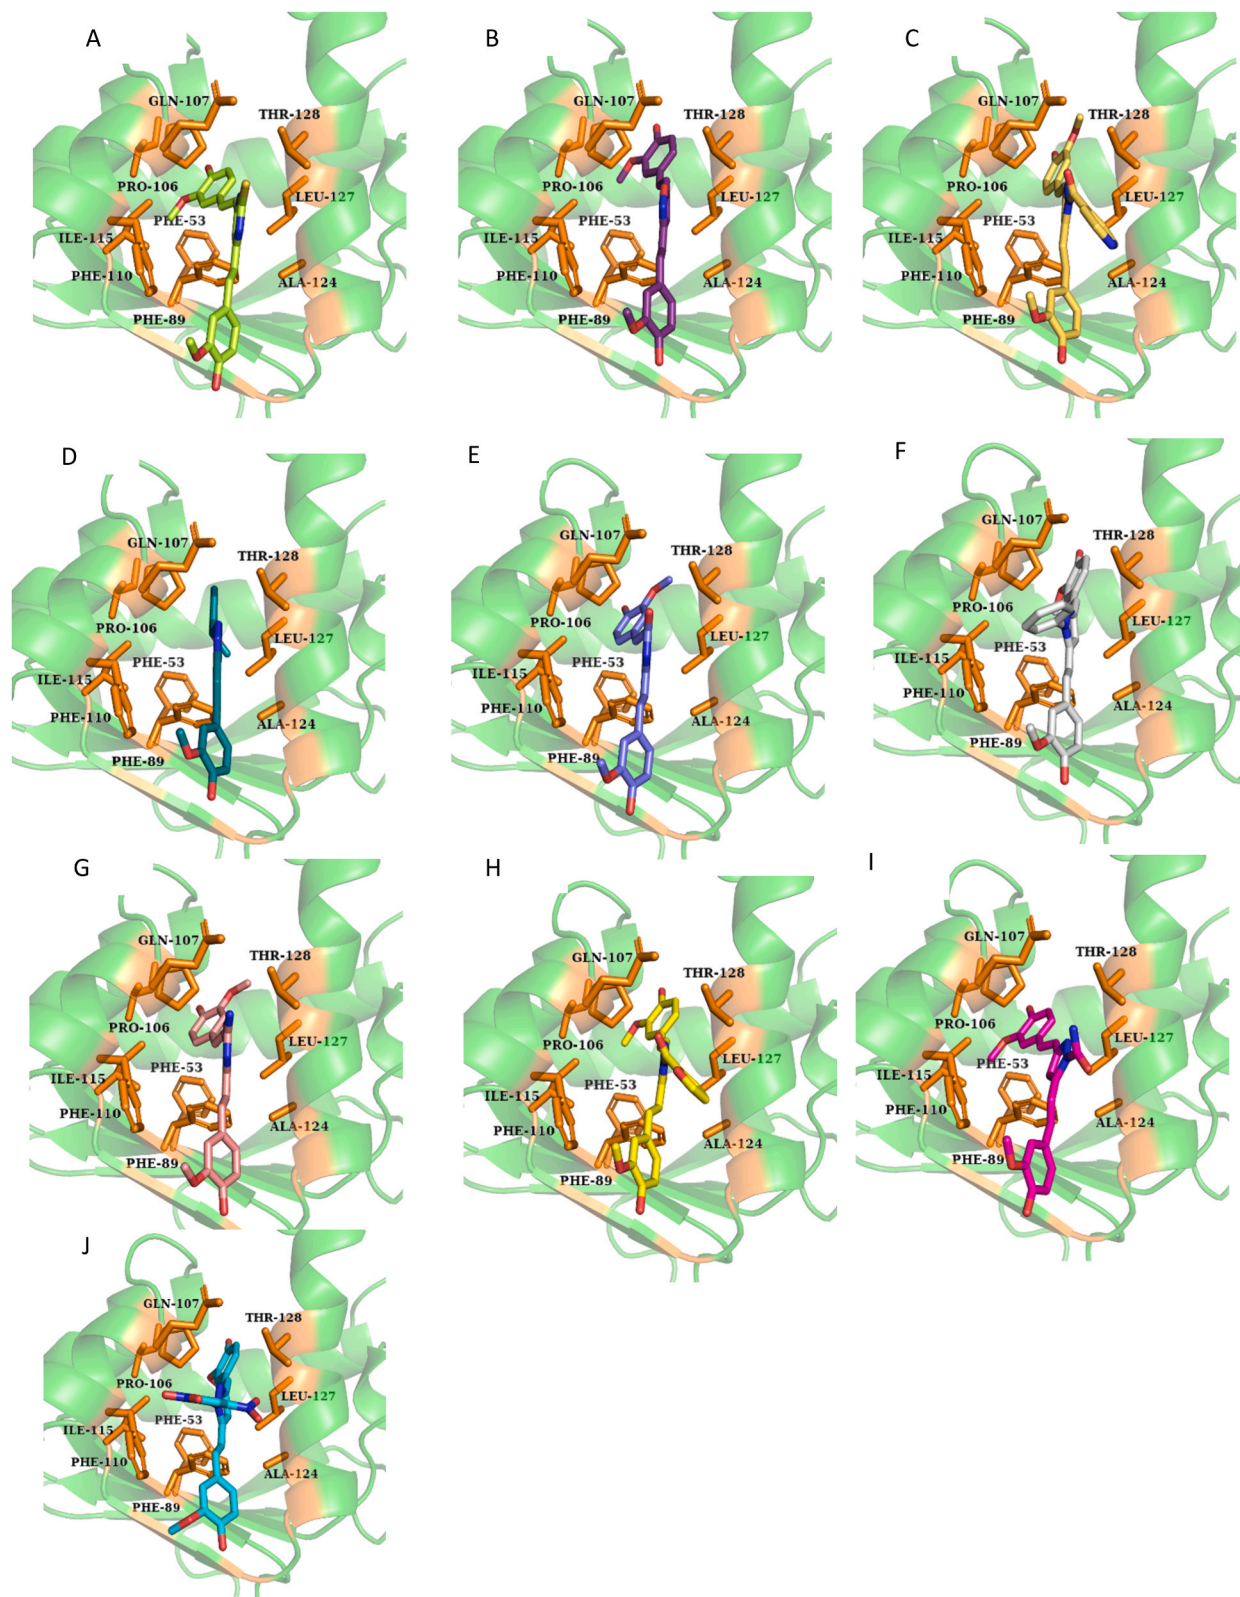 A
GLN-107
THR-128
PRO-106
LEU-127
PHE-53
ILE-115
PHE-110
ALA-124
PHE-89
B
GLN-107
THR-128
PRO-106
LEU-127
PHE-53
ILE-115
PHE-110
ALA-124
PHE-89
C
GLN-107
THR-128
PRO-106
LEU-127
PHE-53
ILE-115
PHE-110
ALA-124
PHE-89
D
GLN-107
THR-128
PRO-106
LEU-127
PHE-53
ILE-115
PHE-110
ALA-124
PHE-89
E
GLN-107
THR-128
PRO-106
LEU-127
PHE-53
ILE-115
PHE-110
ALA-124
PHE-89
F
GLN-107
THR-128
PRO-106
LEU-127
PHE-53
ILE-115
PHE-110
ALA-124
PHE-89
G
GLN-107
THR-128
PRO-106
LEU-127
PHE-53
ILE-115
PHE-110
ALA-124
PHE-89
H
GLN-107
THR-128
PRO-106
LEU-127
PHE-53
ILE-115
PHE-110
ALA-124
PHE-89
I
GLN-107
THR-128
PRO-106
LEU-127
PHE-53
ILE-115
PHE-110
ALA-124
PHE-89
J
GLN-107
THR-128
PRO-106
LEU-127
PHE-53
ILE-115
PHE-110
ALA-124
PHE-89